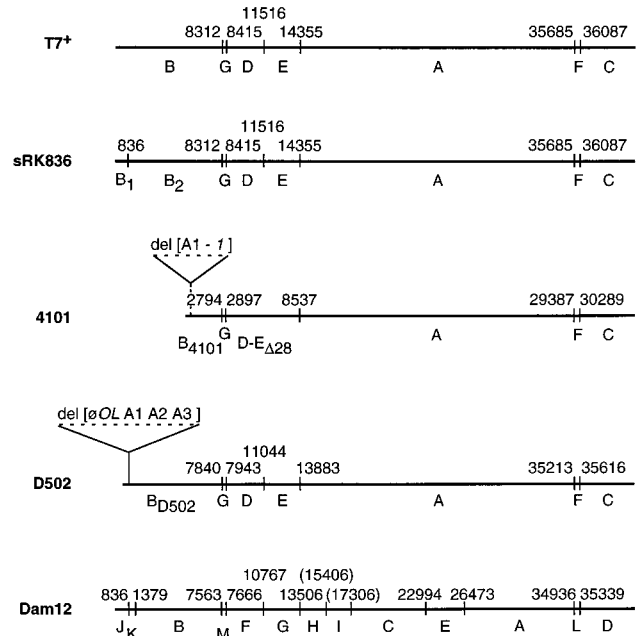 11516
8312 8415 14355 35685 36087
T7+
B G D E A F C
11516
836 8312 8415 14355 35685 36087
sRK836
B1 B2 G D E A F C
del [A1 - 1]
2794 2897 8537 29387 30289
4101
B4101 G D-EΔ28 A F C
del [øOL A1 A2 A3]
11044
7840 7943 13883 35213 35616
D502
BD502 G D E A F C
10767 (15406)
836 1379 7563 7666 13506 (17306) 22994 26473 34936 35339
Dam12
J K B M F G H I C E A L D